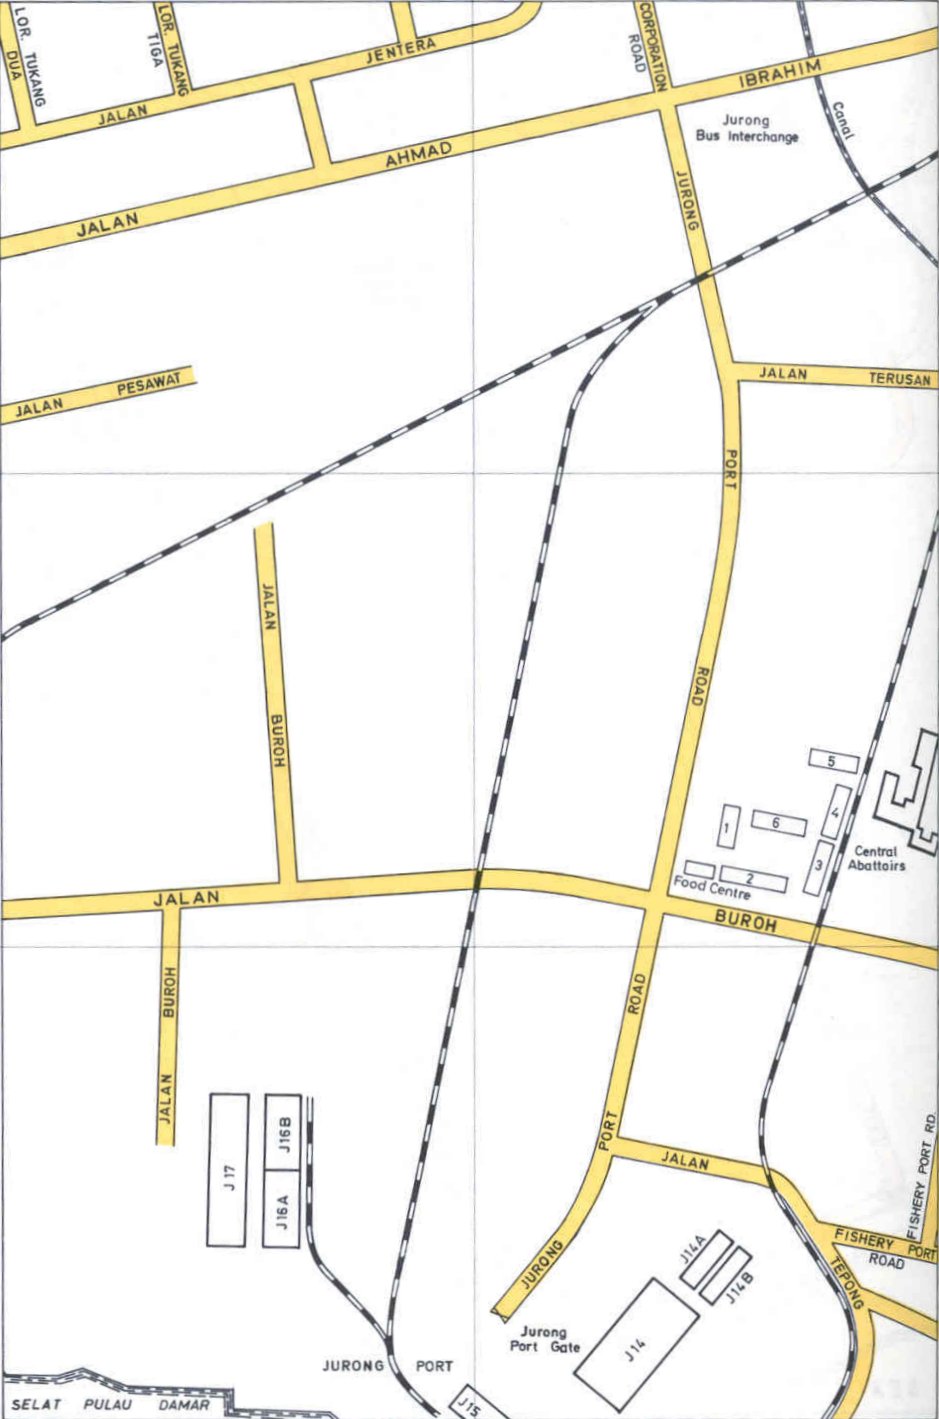 LOR. TUKANG
DUA
LOR. TUKANG
TIGA
JALAN JENTERA
CORPORATION
ROAD
JALAN AHMAD IBRAHIM
Jurong
Bus Interchange
Canal
JURONG PORT ROAD
JALAN PESAWAT
JALAN TERUSAN
JALAN BUROH
5
4
1
6
3
2
Food Centre
Central
Abattoirs
JALAN BUROH
JALAN BUROH
JURONG PORT ROAD
J17
J16B
J16A
JALAN TEPONG
FISHERY PORT RD.
FISHERY PORT
ROAD
J14A
J14B
J14
Jurong
Port Gate
JURONG PORT
J15
SELAT PULAU DAMAR